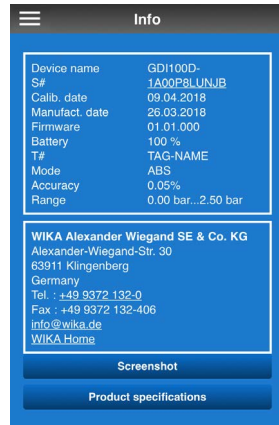 Info
Device name GDI100D-
S# 1A00P8LUNJB
Calib. date 09.04.2018
Manufact. date 26.03.2018
Firmware 01.01.000
Battery 100 %
T# TAG-NAME
Mode ABS
Accuracy 0.05%
Range 0.00 bar...2.50 bar
WIKA Alexander Wiegand SE & Co. KG
Alexander-Wiegand-Str. 30
63911 Klingenberg
Germany
Tel. : +49 9372 132-0
Fax : +49 9372 132-406
info@wika.de
WIKA Home
Screenshot
Product specifications